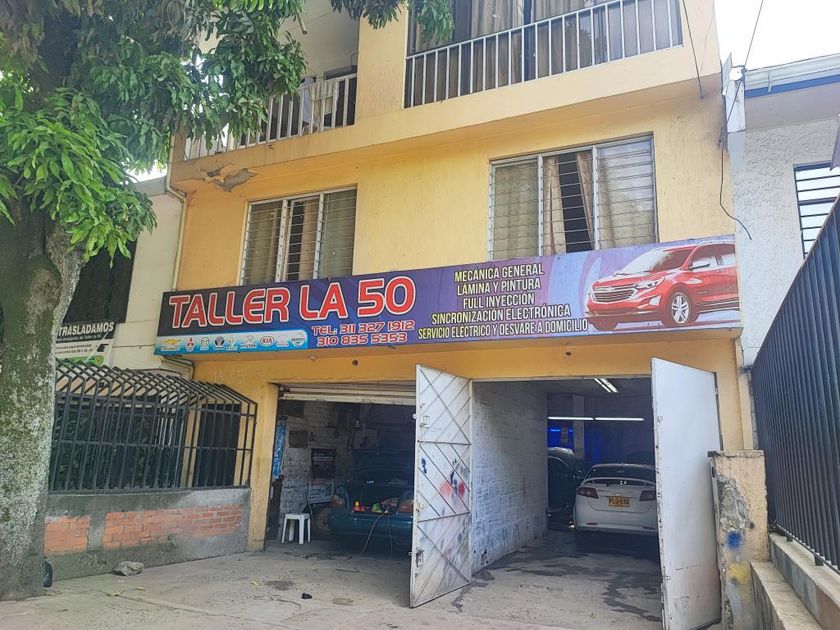 TALLER LA 50
TEL: 311 327 1912
310 835 5353
MECÁNICA GENERAL
LÁMINA Y PINTURA
FULL INYECCIÓN
SINCRONIZACIÓN ELECTRÓNICA
SERVICIO ELÉCTRICO Y DESVARE A DOMICILIO
KIA
TRASLADAMOS